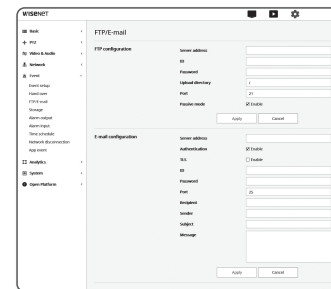 WISENET
Basic
PTZ
Video & Audio
Network
Event
Event setup
Handover
FTP/E-mail
Storage
Alarm output
Alarm input
Time schedule
Network disconnection
App event
Analytics
System
Open Platform
FTP/E-mail
FTP configuration
Server address
ID
Password
Upload directory /
Port 21
Passive mode Enable
Apply Cancel
E-mail configuration
Server address
Authentication Enable
TLS Enable
ID
Password
Port 25
Recipient
Sender
Subject
Message
Apply Cancel